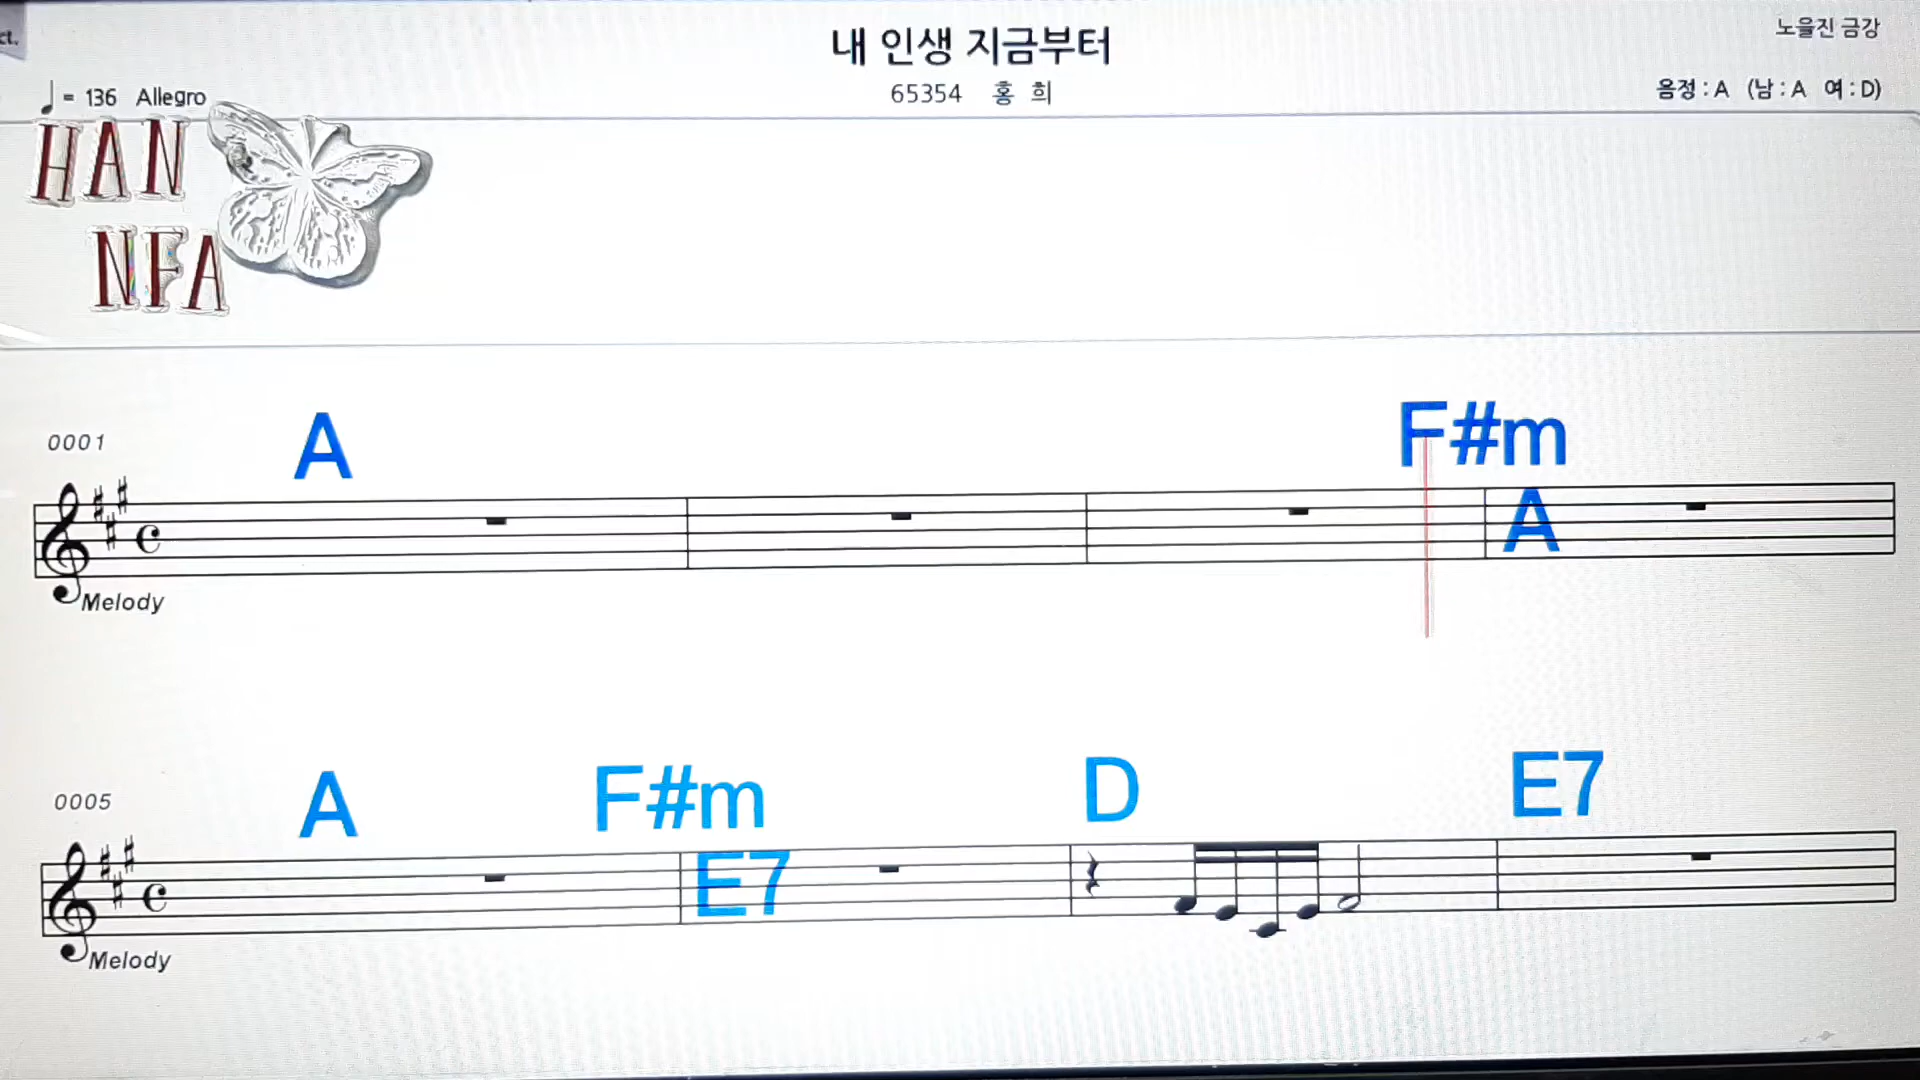 ct.
내 인생 지금부터
노을진 금강
♩= 136 Allegro
65354 홍 희
음정 : A (남 : A 여 : D)
HAN
NFA
0001
A F#m
A
Melody
0005
A F#m D E7
E7
Melody